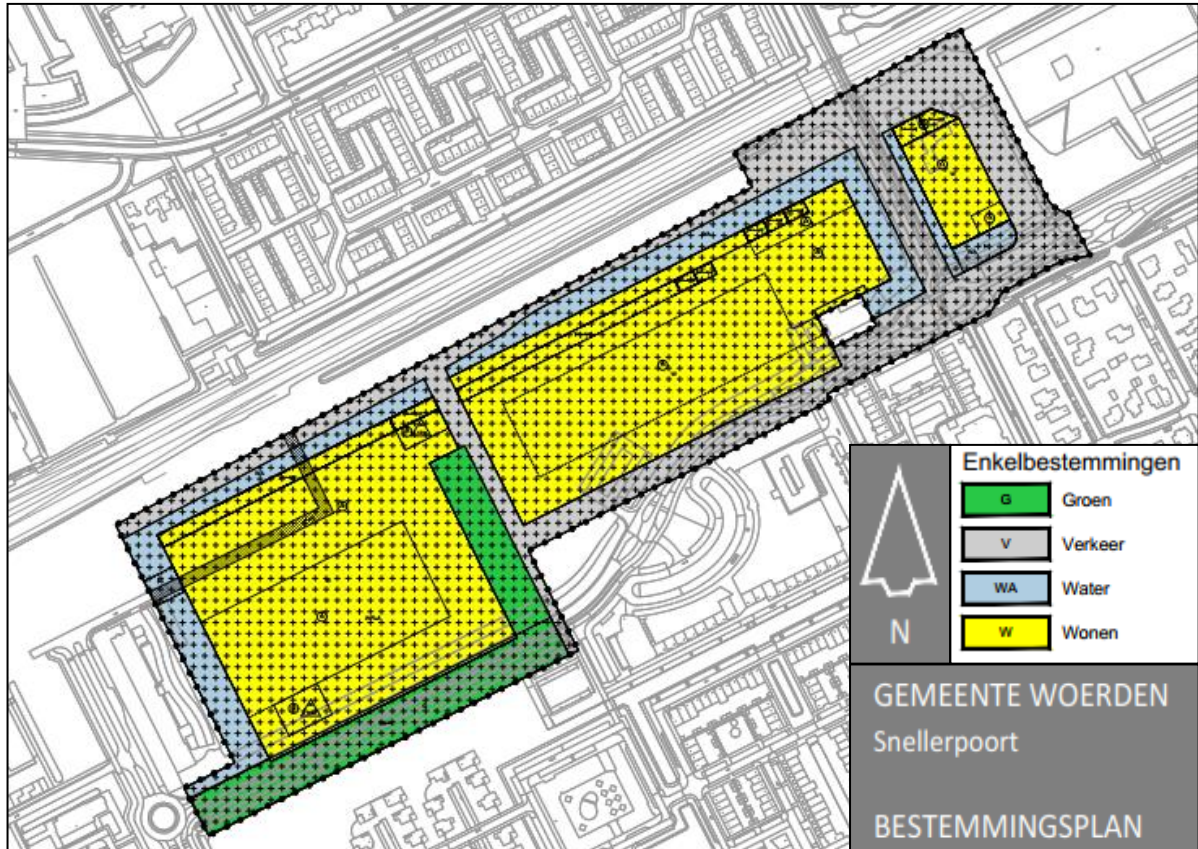 Enkelbestemmingen
G Groen
V Verkeer
WA Water
W Wonen
N
GEMEENTE WOERDEN
Snellerpoort
BESTEMMINGSPLAN